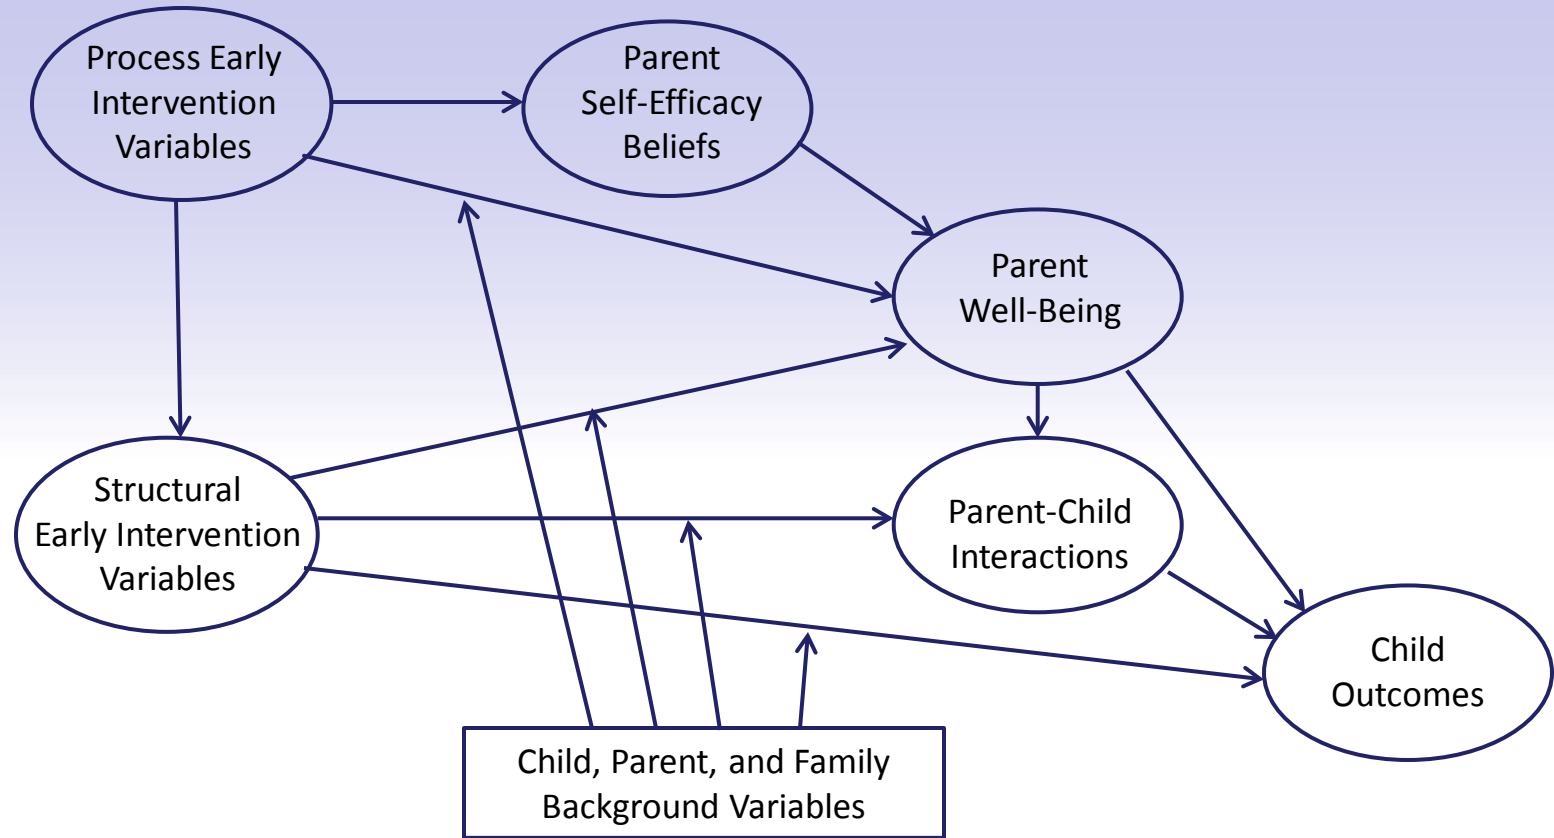 Process Early
Intervention
Variables
Parent
Self-Efficacy
Beliefs
Parent
Well-Being
Structural
Early Intervention
Variables
Parent-Child
Interactions
Child
Outcomes
Child, Parent, and Family
Background Variables